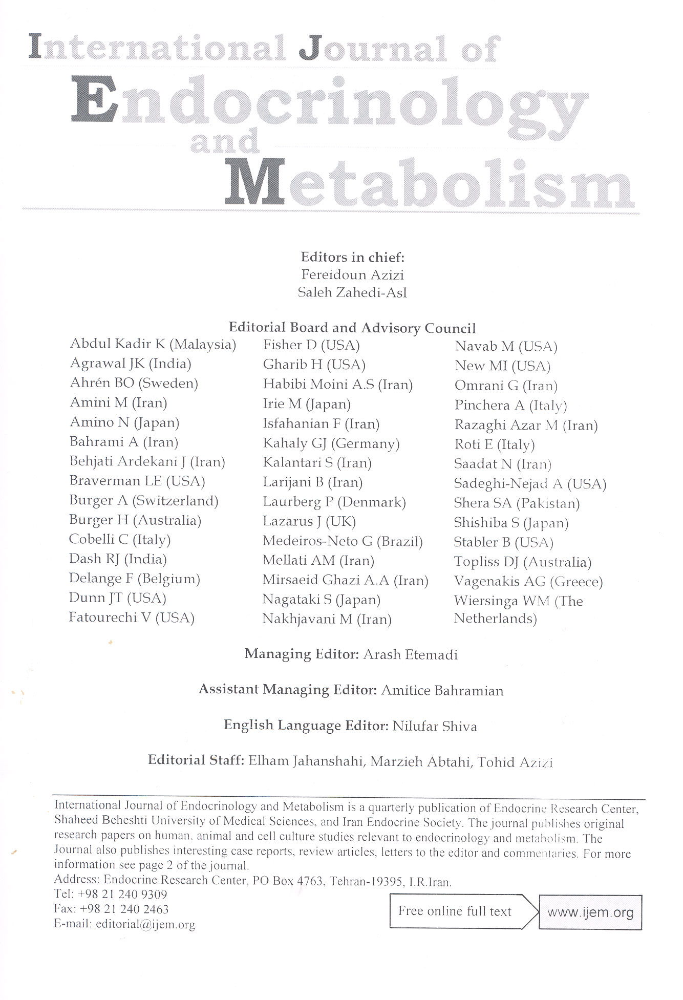 International Journal of
Endocrinology
and
Metabolism
Editors in chief:
Fereidoun Azizi
Saleh Zahedi-Asl
Editorial Board and Advisory Council
Abdul Kadir K (Malaysia)
Agrawal JK (India)
Ahrén BO (Sweden)
Amini M (Iran)
Amino N (Japan)
Bahrami A (Iran)
Behjati Ardekani J (Iran)
Braverman LE (USA)
Burger A (Switzerland)
Burger H (Australia)
Cobelli C (Italy)
Dash RJ (India)
Delange F (Belgium)
Dunn JT (USA)
Fatourechi V (USA)
Fisher D (USA)
Gharib H (USA)
Habibi Moini A.S (Iran)
Irie M (Japan)
Isfahanian F (Iran)
Kahaly GJ (Germany)
Kalantari S (Iran)
Larijani B (Iran)
Laurberg P (Denmark)
Lazarus J (UK)
Medeiros-Neto G (Brazil)
Mellati AM (Iran)
Mirsaeid Ghazi A.A (Iran)
Nagataki S (Japan)
Nakhjavani M (Iran)
Navab M (USA)
New MI (USA)
Omrani G (Iran)
Pinchera A (Italy)
Razaghi Azar M (Iran)
Roti E (Italy)
Saadat N (Iran)
Sadeghi-Nejad A (USA)
Shera SA (Pakistan)
Shishiba S (Japan)
Stabler B (USA)
Topliss DJ (Australia)
Vagenakis AG (Greece)
Wiersinga WM (The
Netherlands)
Managing Editor: Arash Etemadi
Assistant Managing Editor: Amitice Bahramian
English Language Editor: Nilufar Shiva
Editorial Staff: Elham Jahanshahi, Marzieh Abtahi, Tohid Azizi
International Journal of Endocrinology and Metabolism is a quarterly publication of Endocrine Research Center,
Shaheed Beheshti University of Medical Sciences, and Iran Endocrine Society. The journal publishes original
research papers on human, animal and cell culture studies relevant to endocrinology and metabolism. The
Journal also publishes interesting case reports, review articles, letters to the editor and commentaries. For more
information see page 2 of the journal.
Address: Endocrine Research Center, PO Box 4763, Tehran-19395, I.R.Iran.
Tel: +98 21 240 9309
Fax: +98 21 240 2463
E-mail: editorial@ijem.org
Free online full text
www.ijem.org